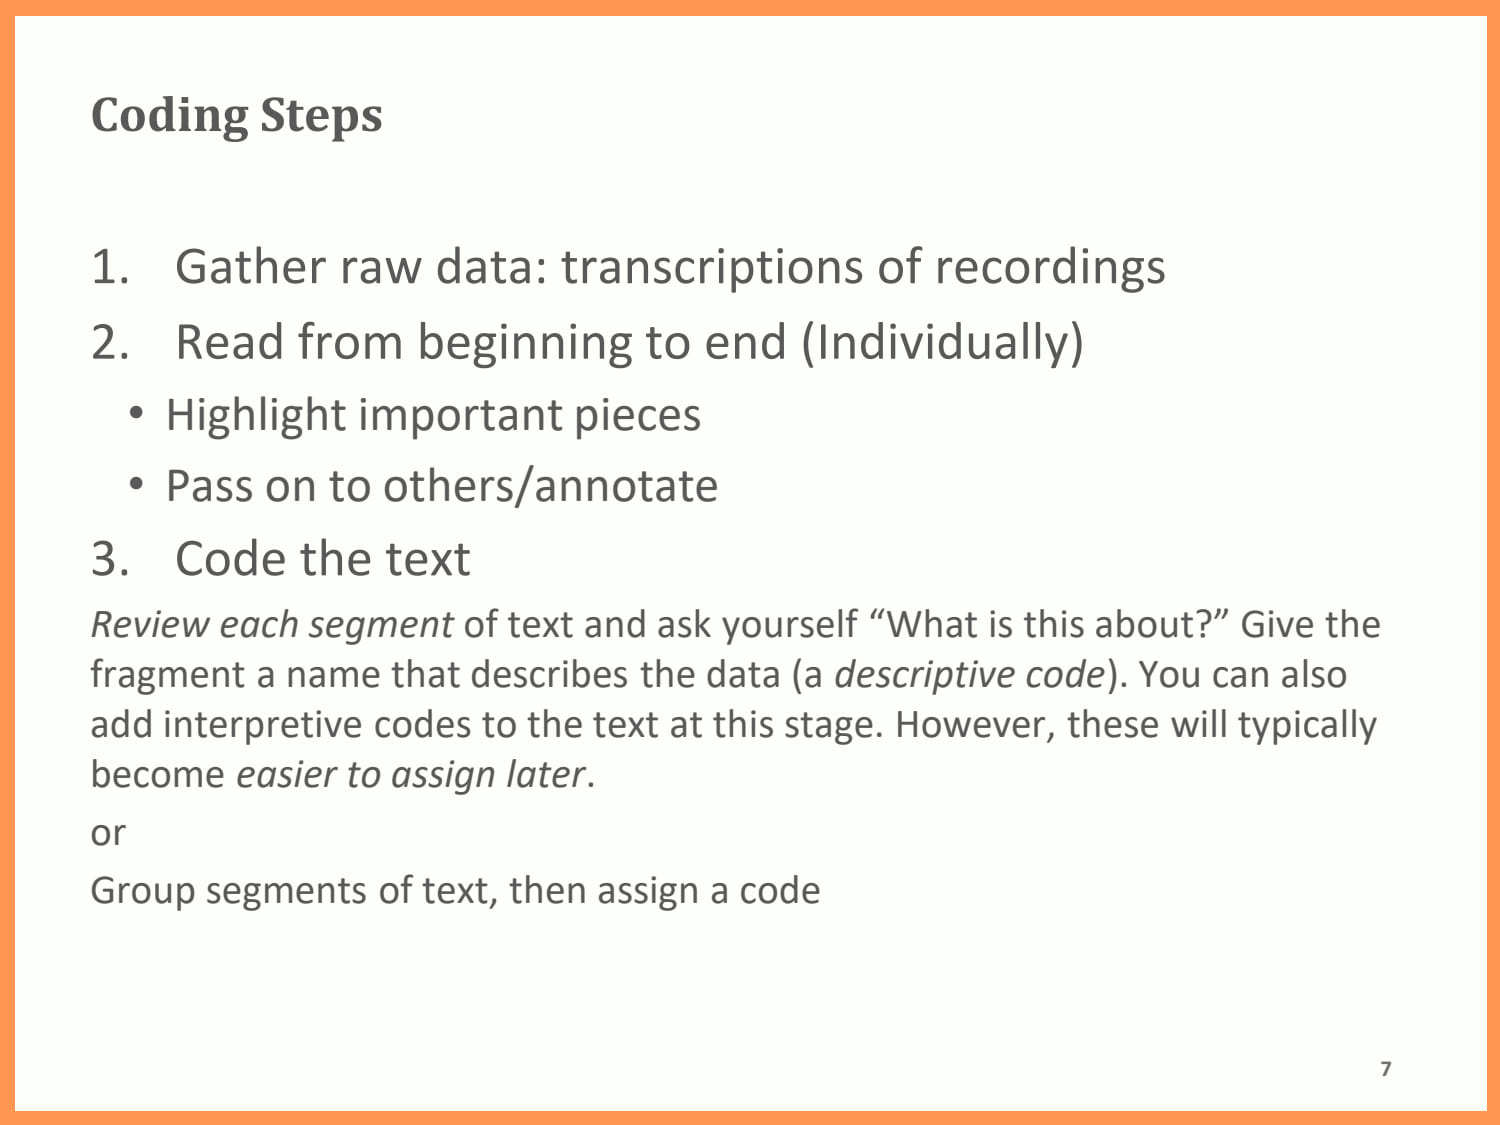 Coding Steps
1. Gather raw data: transcriptions of recordings
2. Read from beginning to end (Individually)
• Highlight important pieces
• Pass on to others/annotate
3. Code the text
Review each segment of text and ask yourself “What is this about?” Give the
fragment a name that describes the data (a descriptive code). You can also
add interpretive codes to the text at this stage. However, these will typically
become easier to assign later.
or
Group segments of text, then assign a code
7